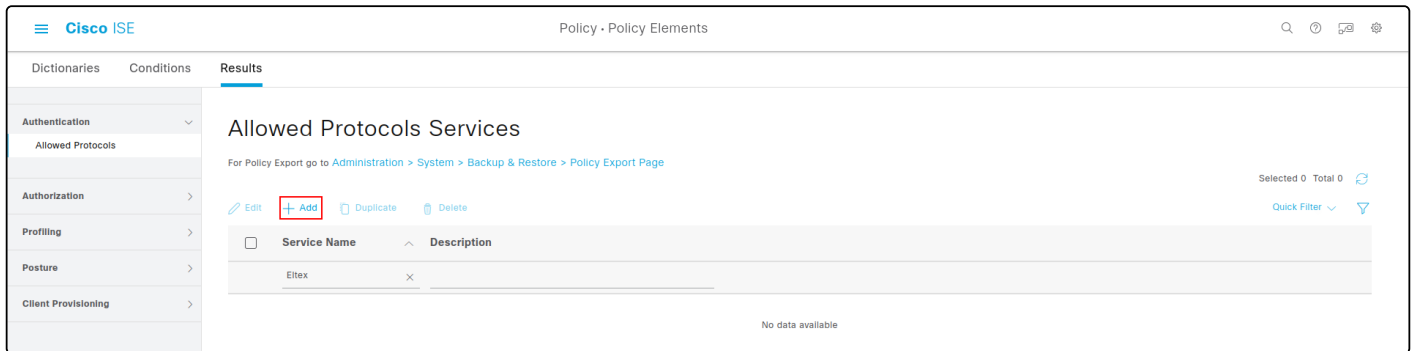 Cisco ISE
Policy • Policy Elements
Dictionaries Conditions Results
Authentication
Allowed Protocols
Authorization
Profiling
Posture
Client Provisioning
Allowed Protocols Services
For Policy Export go to Administration > System > Backup & Restore > Policy Export Page
Selected 0 Total 0
Edit + Add Duplicate Delete
Quick Filter
Service Name Description
Eltex
No data available